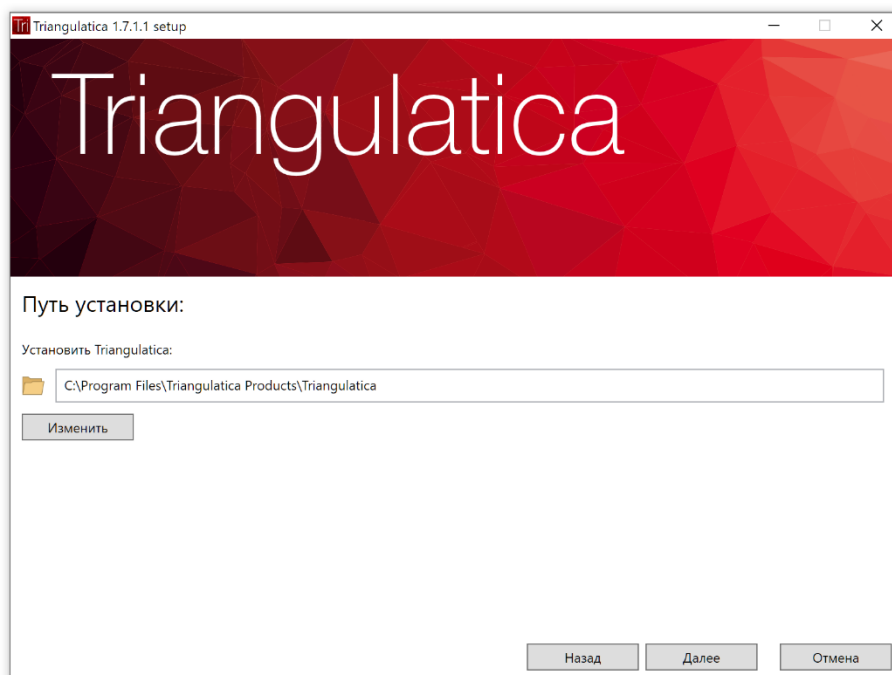 Tri Triangulatica 1.7.1.1 setup
Triangulatica
Путь установки:
Установить Triangulatica:
C:\Program Files\Triangulatica Products\Triangulatica
Изменить
Назад Далее Отмена